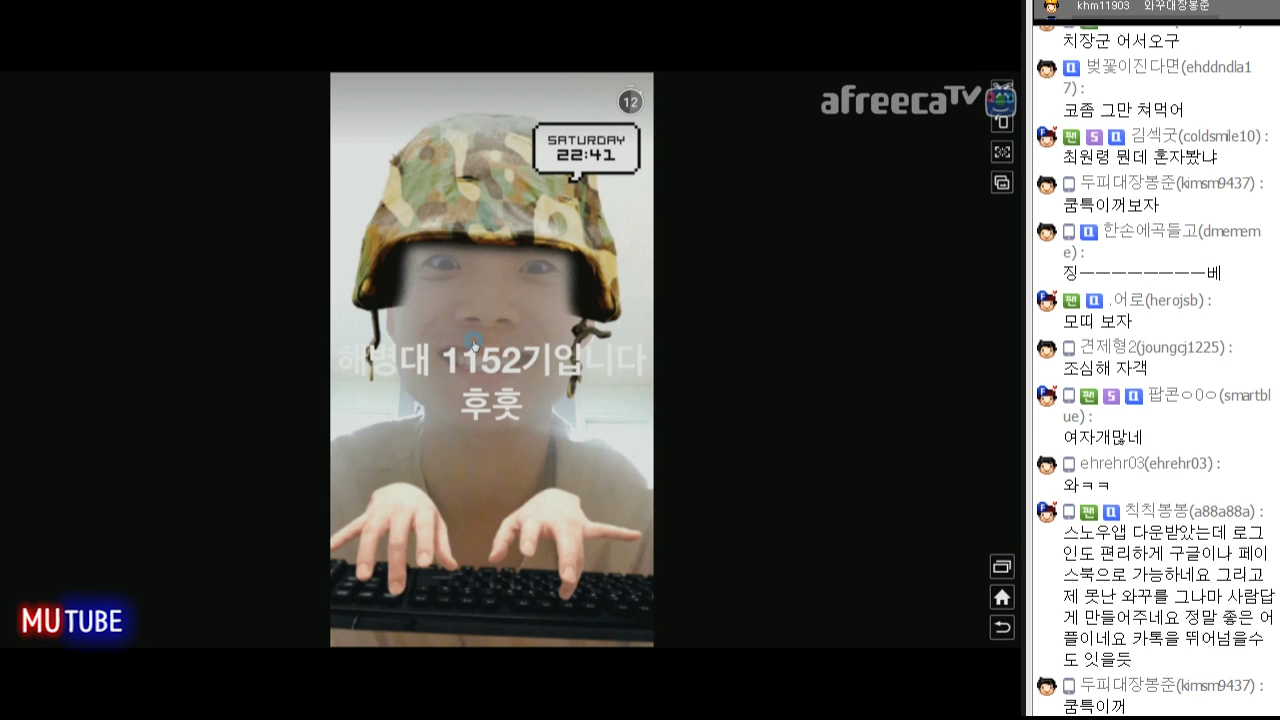 12
SATURDAY
22:41
afreecaTV
해병대 1152기입니다
후훗
MUTUBE
khm11903 와꾸대장봉준
치장군 어서오구
벚꽃이진다면(ehddndla1
7) :
코좀 그만 쳐먹어
팬 S 김섹굿(coldsmile10) :
최원령 뭔데 혼자봤냐
두피대장봉준(kimsm9437) :
쿰특이꺼보자
한손에곡들고(dmemem
e) :
징ㅡㅡㅡㅡㅡㅡㅡㅡ베
팬 .어로(herojsb) :
모띠 보자
견제형2(joungcj1225) :
조심해 자객
팬 S 팝콘ㅇ0ㅇ(smartbl
ue) :
여자개많네
ehrehr03(ehrehr03) :
와ㅋㅋ
팬 칙칙봉봉(a88a88a) :
스노우앱 다운받았는데 로그
인도 편리하게 구글이나 페이
스북으로 가능하네요 그리고
제 못난 와꾸를 그나마 사람답
게 만들어주네요 정말 좋은 어
플이네요 카톡을 뛰어넘을수
도 잇을듯
두피대장봉준(kimsm9437) :
쿰특이꺼